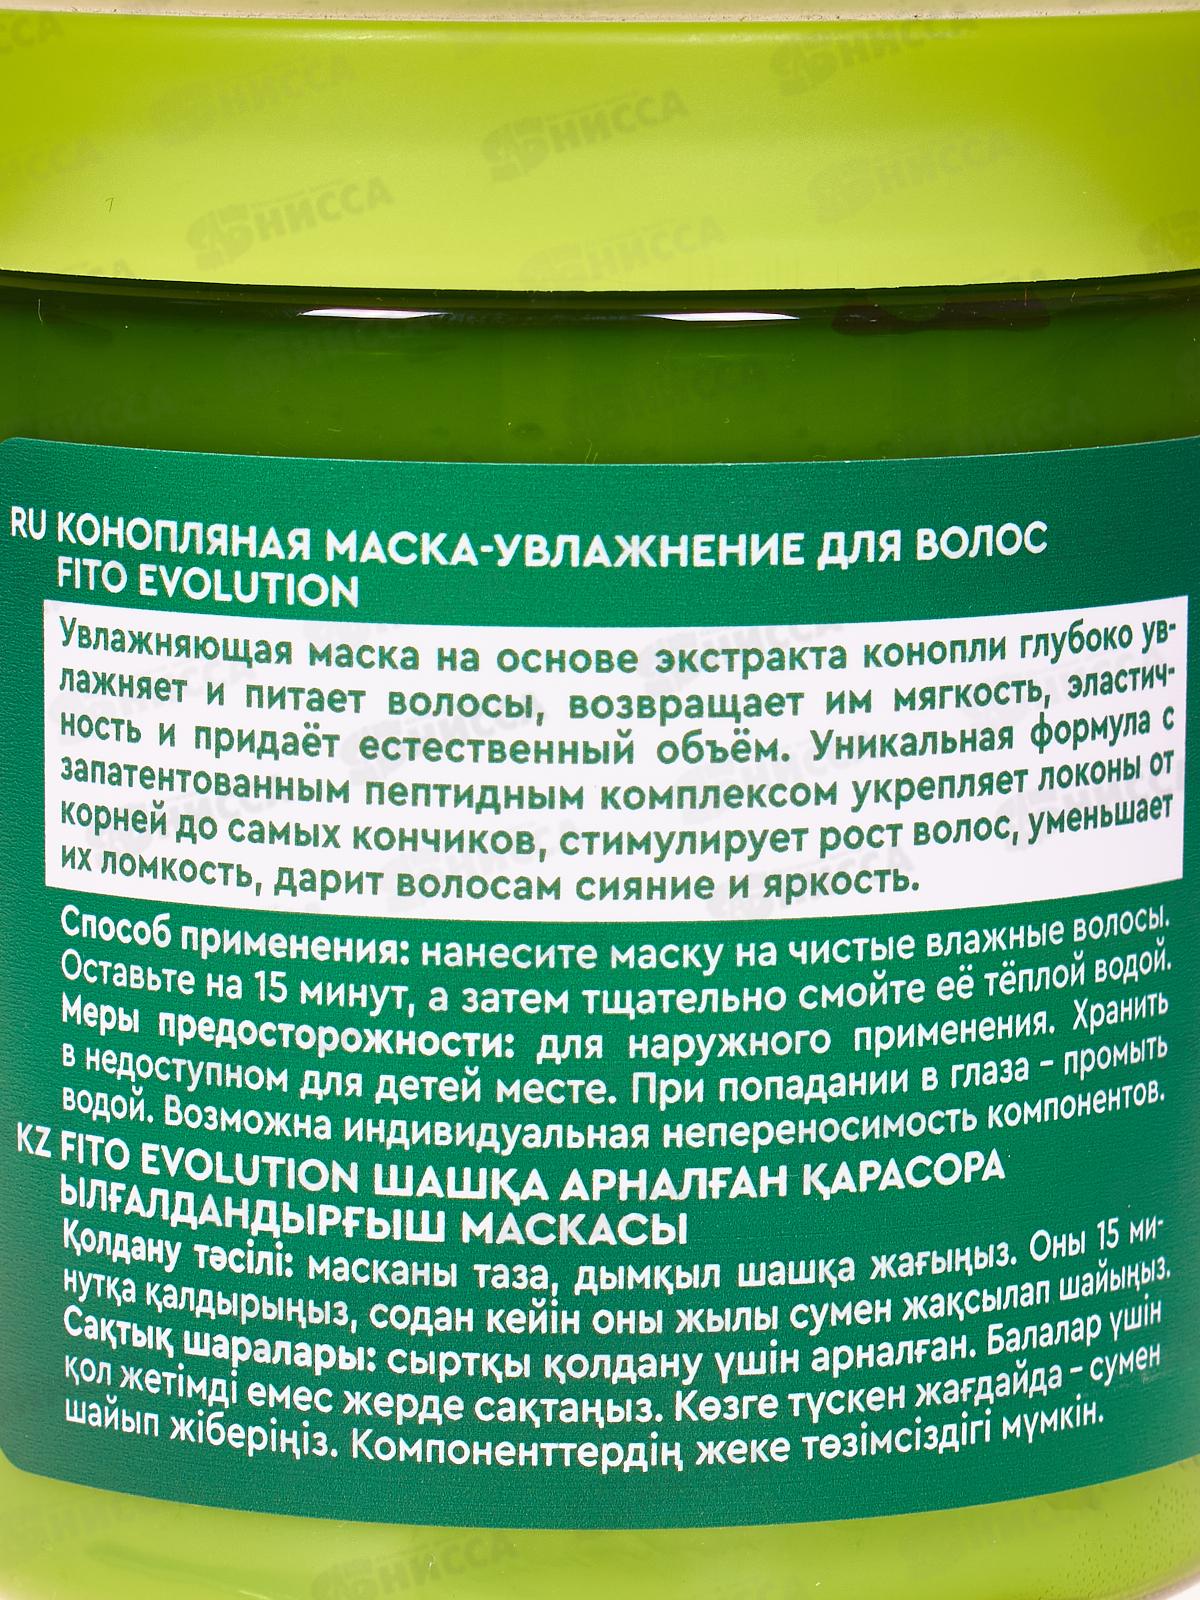 RU КОНОПЛЯНАЯ МАСКА-УВЛАЖНЕНИЕ ДЛЯ ВОЛОС
FITO EVOLUTION
Увлажняющая маска на основе экстракта конопли глубоко ув-
лажняет и питает волосы, возвращает им мягкость, эластич-
ность и придаёт естественный объём. Уникальная формула с
запатентованным пептидным комплексом укрепляет локоны от
корней до самых кончиков, стимулирует рост волос, уменьшает
их ломкость, дарит волосам сияние и яркость.
Способ применения: нанесите маску на чистые влажные волосы.
Оставьте на 15 минут, а затем тщательно смойте её тёплой водой.
Меры предосторожности: для наружного применения. Хранить
в недоступном для детей месте. При попадании в глаза – промыть
водой. Возможна индивидуальная непереносимость компонентов.
KZ FITO EVOLUTION ШАШҚА АРНАЛҒАН ҚАРАСОРА
ЫЛҒАЛДАНДЫРҒЫШ МАСКАСЫ
Қолдану тәсілі: масканы таза, дымқыл шашқа жағыңыз. Оны 15 ми-
нутқа қалдырыңыз, содан кейін оны жылы сумен жақсылап шайыңыз.
Сақтық шаралары: сыртқы қолдану үшін арналған. Балалар үшін
қол жетімді емес жерде сақтаңыз. Көзге түскен жағдайда – сумен
шайып жіберіңіз. Компоненттердің жеке төзімсіздігі мүмкін.